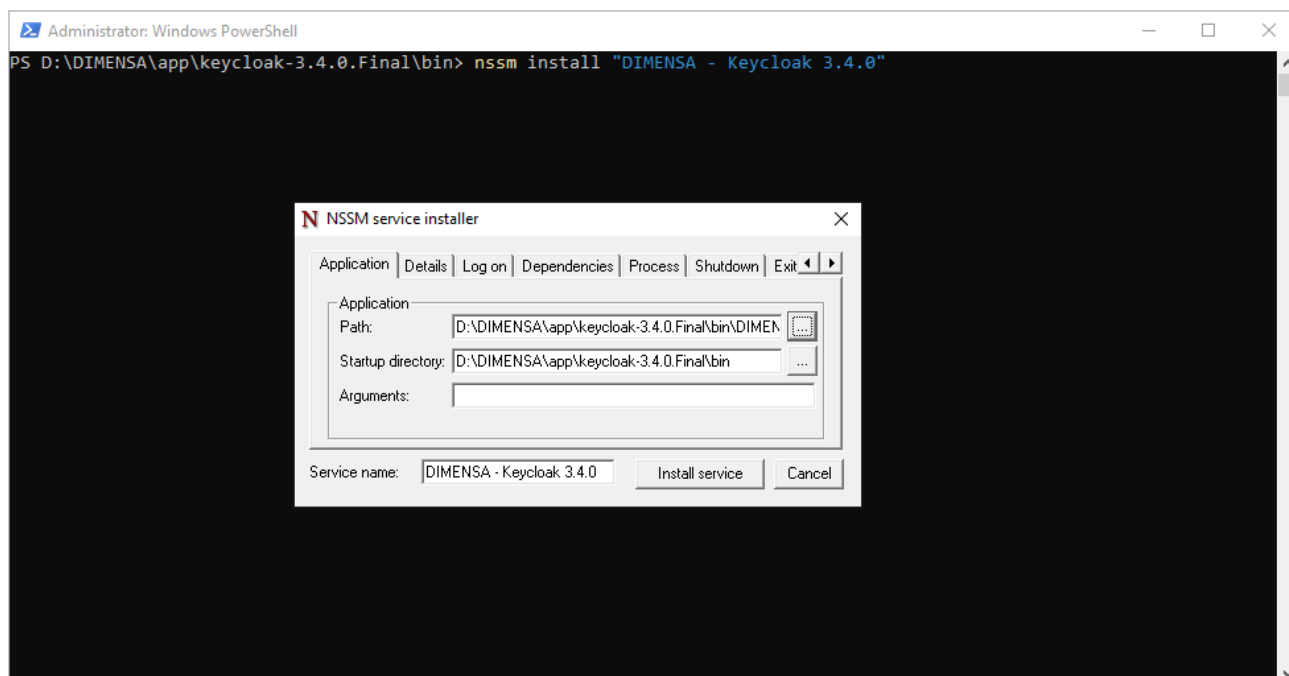 Administrator: Windows PowerShell
PS D:\DIMENSA\app\keycloak-3.4.0.Final\bin> nssm install "DIMENSA - Keycloak 3.4.0"
NSSM service installer
Application Details Log on Dependencies Process Shutdown Exit
Application
Path: D:\DIMENSA\app\keycloak-3.4.0.Final\bin\DIMEN ...
Startup directory: D:\DIMENSA\app\keycloak-3.4.0.Final\bin ...
Arguments:
Service name: DIMENSA - Keycloak 3.4.0 Install service Cancel